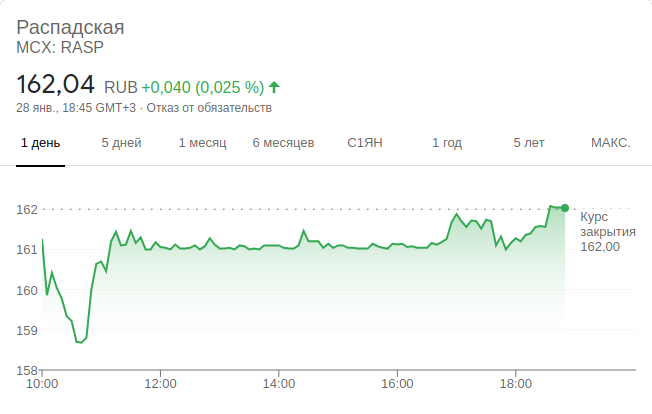 Распадская
MCX: RASP
162,04 RUB +0,040 (0,025 %)
28 янв., 18:45 GMT+3 · Отказ от обязательств
1 день 5 дней 1 месяц 6 месяцев С1ЯН 1 год 5 лет МАКС.
162
161
160
159
158
Курс
закрытия
162,00
10:00 12:00 14:00 16:00 18:00